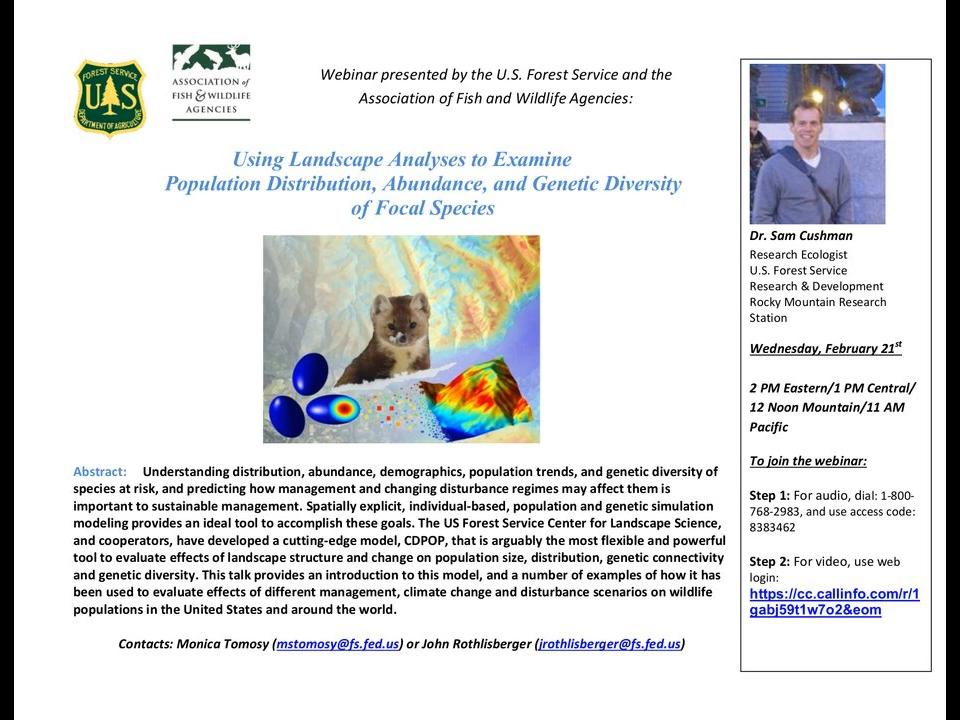 FOREST SERVICE
U S
DEPARTMENT OF AGRICULTURE
ASSOCIATION of
FISH & WILDLIFE
AGENCIES
Webinar presented by the U.S. Forest Service and the
Association of Fish and Wildlife Agencies:
Using Landscape Analyses to Examine
Population Distribution, Abundance, and Genetic Diversity
of Focal Species
Abstract: Understanding distribution, abundance, demographics, population trends, and genetic diversity of
species at risk, and predicting how management and changing disturbance regimes may affect them is
important to sustainable management. Spatially explicit, individual-based, population and genetic simulation
modeling provides an ideal tool to accomplish these goals. The US Forest Service Center for Landscape Science,
and cooperators, have developed a cutting-edge model, CDPOP, that is arguably the most flexible and powerful
tool to evaluate effects of landscape structure and change on population size, distribution, genetic connectivity
and genetic diversity. This talk provides an introduction to this model, and a number of examples of how it has
been used to evaluate effects of different management, climate change and disturbance scenarios on wildlife
populations in the United States and around the world.
Contacts: Monica Tomosy (mstomosy@fs.fed.us) or John Rothlisberger (jrothlisberger@fs.fed.us)
Dr. Sam Cushman
Research Ecologist
U.S. Forest Service
Research & Development
Rocky Mountain Research
Station
Wednesday, February 21st
2 PM Eastern/1 PM Central/
12 Noon Mountain/11 AM
Pacific
To join the webinar:
Step 1: For audio, dial: 1-800-
768-2983, and use access code:
8383462
Step 2: For video, use web
login:
https://cc.callinfo.com/r/1
gabj59t1w7o2&eom